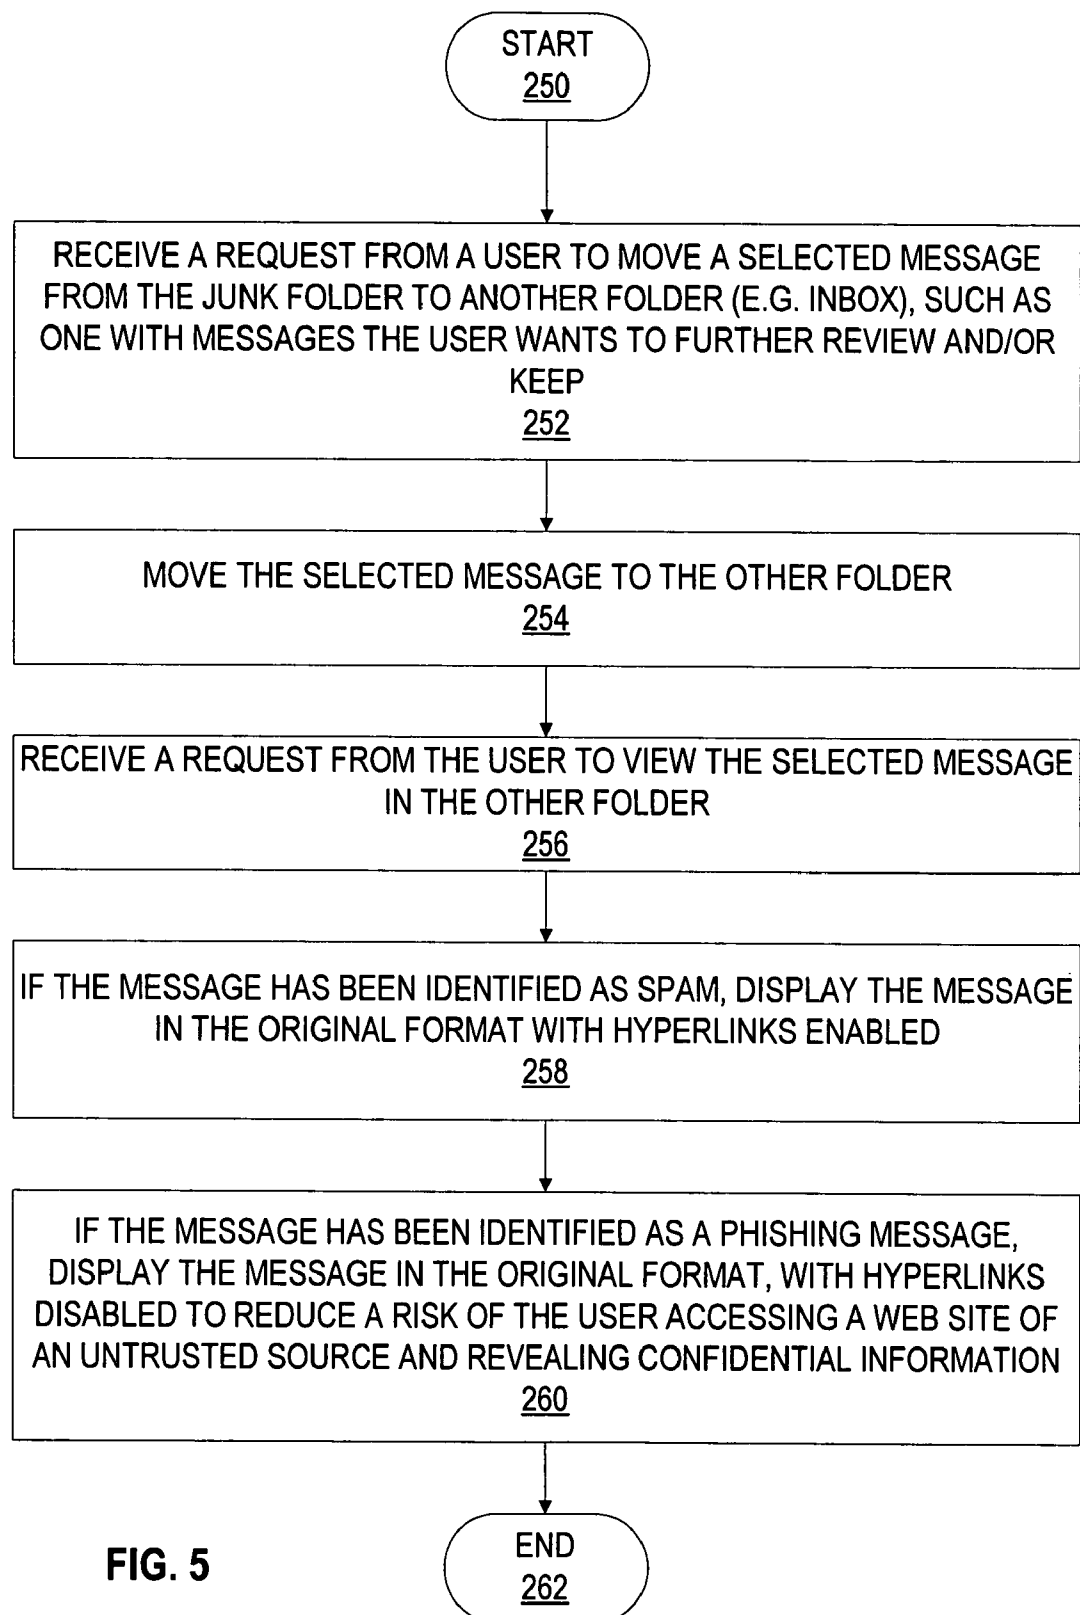 START
250
RECEIVE A REQUEST FROM A USER TO MOVE A SELECTED MESSAGE
FROM THE JUNK FOLDER TO ANOTHER FOLDER (E.G. INBOX), SUCH AS
ONE WITH MESSAGES THE USER WANTS TO FURTHER REVIEW AND/OR
KEEP
252
MOVE THE SELECTED MESSAGE TO THE OTHER FOLDER
254
RECEIVE A REQUEST FROM THE USER TO VIEW THE SELECTED MESSAGE
IN THE OTHER FOLDER
256
IF THE MESSAGE HAS BEEN IDENTIFIED AS SPAM, DISPLAY THE MESSAGE
IN THE ORIGINAL FORMAT WITH HYPERLINKS ENABLED
258
IF THE MESSAGE HAS BEEN IDENTIFIED AS A PHISHING MESSAGE,
DISPLAY THE MESSAGE IN THE ORIGINAL FORMAT, WITH HYPERLINKS
DISABLED TO REDUCE A RISK OF THE USER ACCESSING A WEB SITE OF
AN UNTRUSTED SOURCE AND REVEALING CONFIDENTIAL INFORMATION
260
END
262
FIG. 5